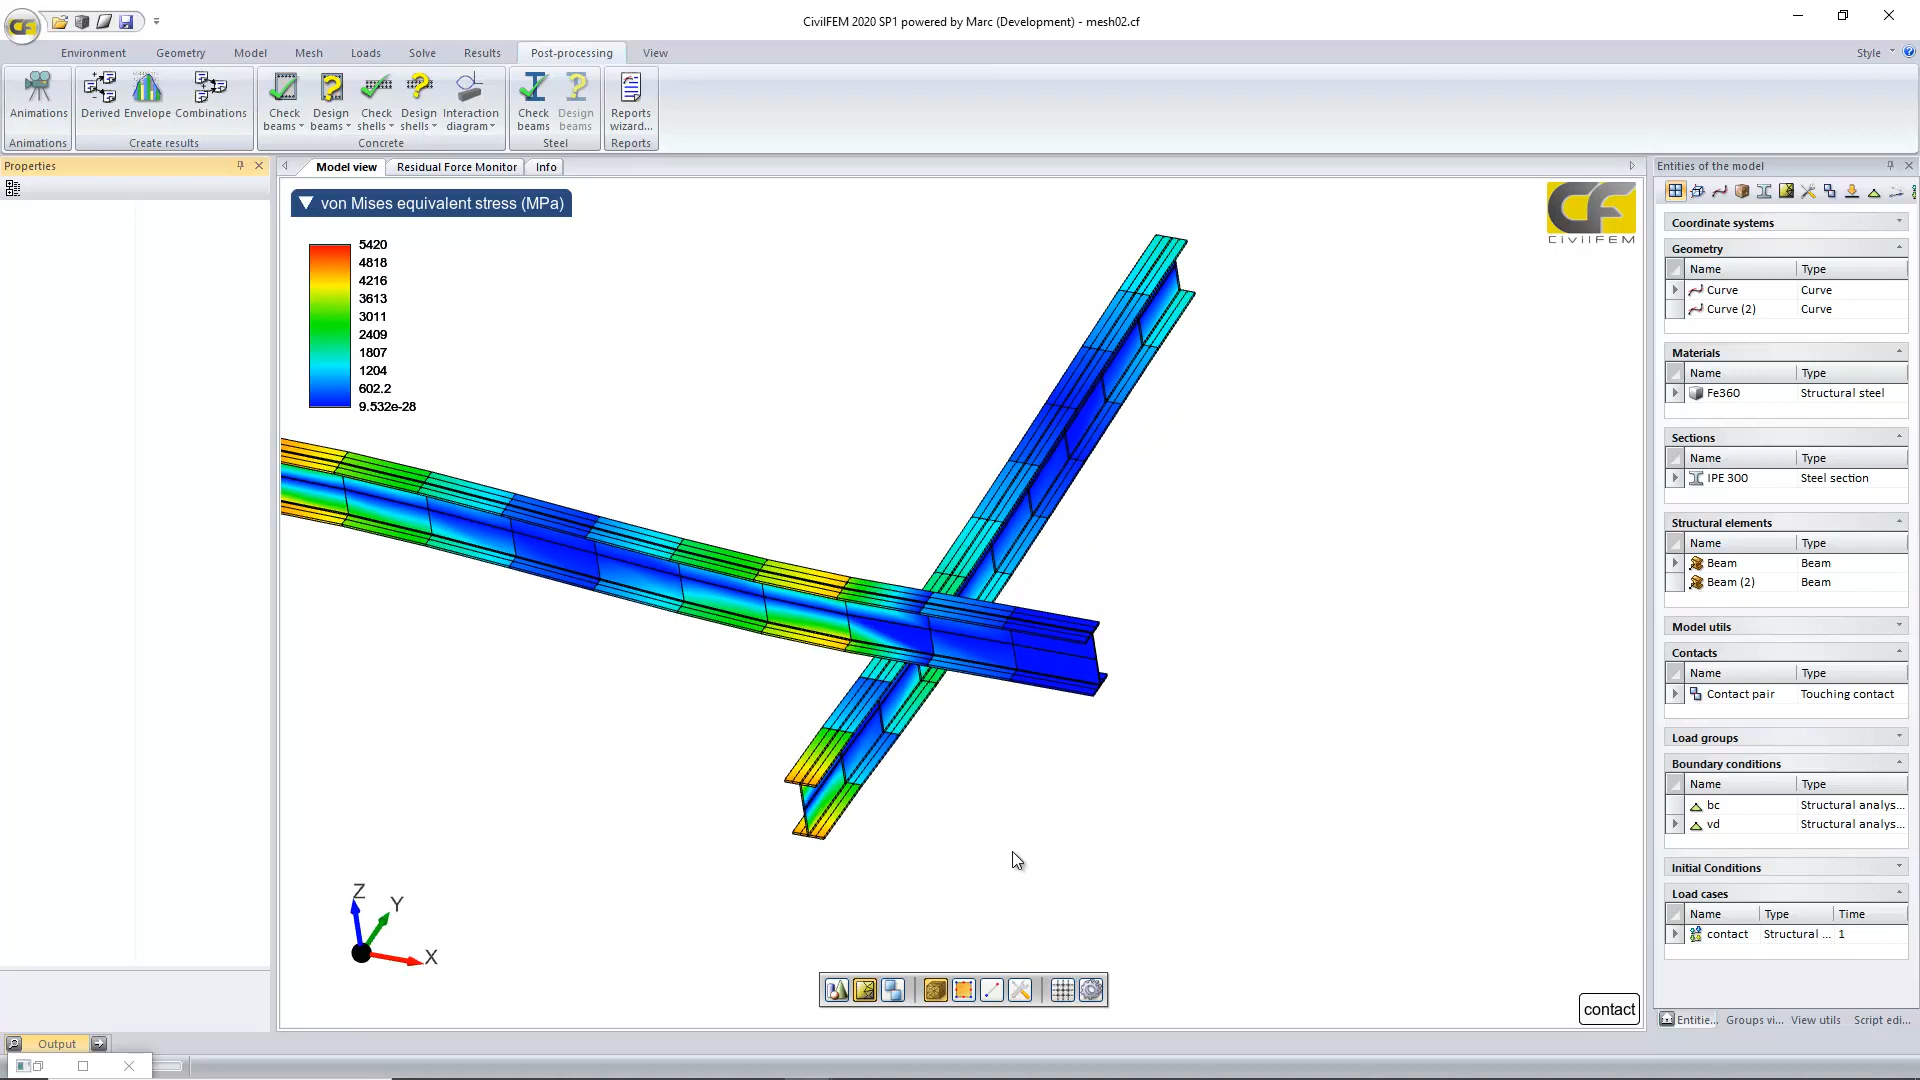 CivilFEM 2020 SP1 powered by Marc (Development) - mesh02.cf
Environment Geometry Model Mesh Loads Solve Results Post-processing View Style
Animations Derived Envelope Combinations Check beams Design beams Check shells Design shells Interaction diagram Check beams Design beams Reports wizard...
Animations Create results Concrete Steel Reports
Properties
Model view Residual Force Monitor Info
von Mises equivalent stress (MPa)
5420
4818
4216
3613
3011
2409
1807
1204
602.2
9.532e-28
CF
CIVILFEM
Z
Y
X
contact
Entities of the model
Coordinate systems
Geometry
Name Type
Curve Curve
Curve (2) Curve
Materials
Name Type
Fe360 Structural steel
Sections
Name Type
IPE 300 Steel section
Structural elements
Name Type
Beam Beam
Beam (2) Beam
Model utils
Contacts
Name Type
Contact pair Touching contact
Load groups
Boundary conditions
Name Type
bc Structural analys...
vd Structural analys...
Initial Conditions
Load cases
Name Type Time
contact Structural ... 1
Entitie... Groups vi... View utils Script edi...
Output